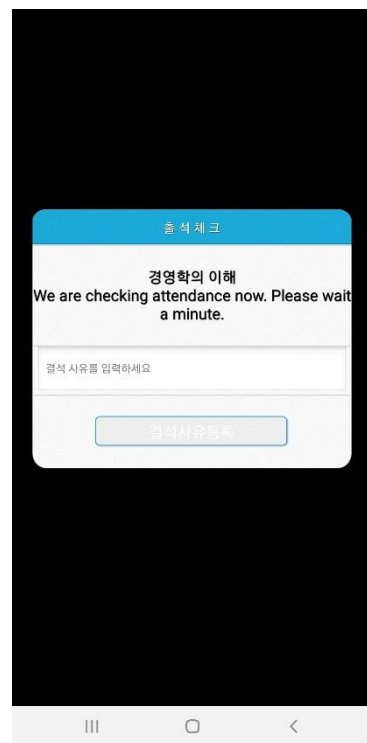 출 석 체 크
경영학의 이해
We are checking attendance now. Please wait
a minute.
결석 사유를 입력하세요
결석사유등록